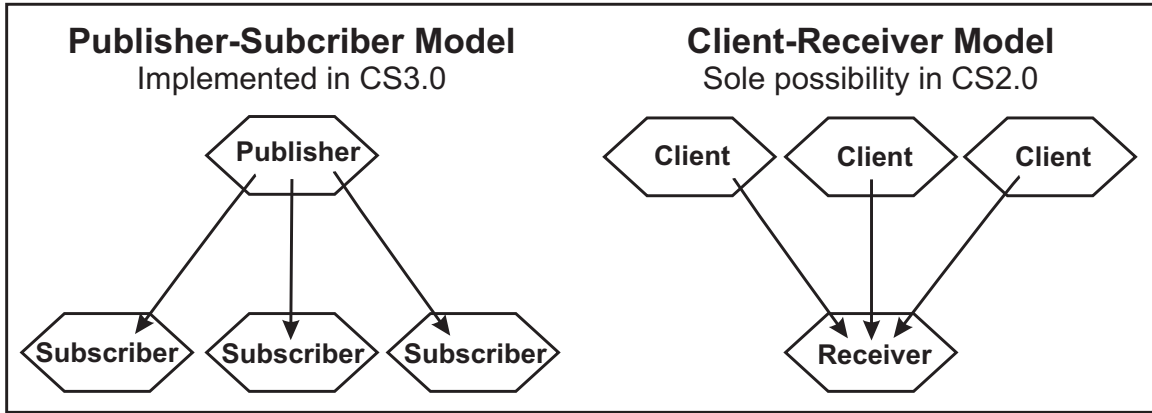 Publisher-Subcriber Model
Implemented in CS3.0
Publisher
Subscriber
Subscriber
Subscriber
Client-Receiver Model
Sole possibility in CS2.0
Client
Client
Client
Receiver